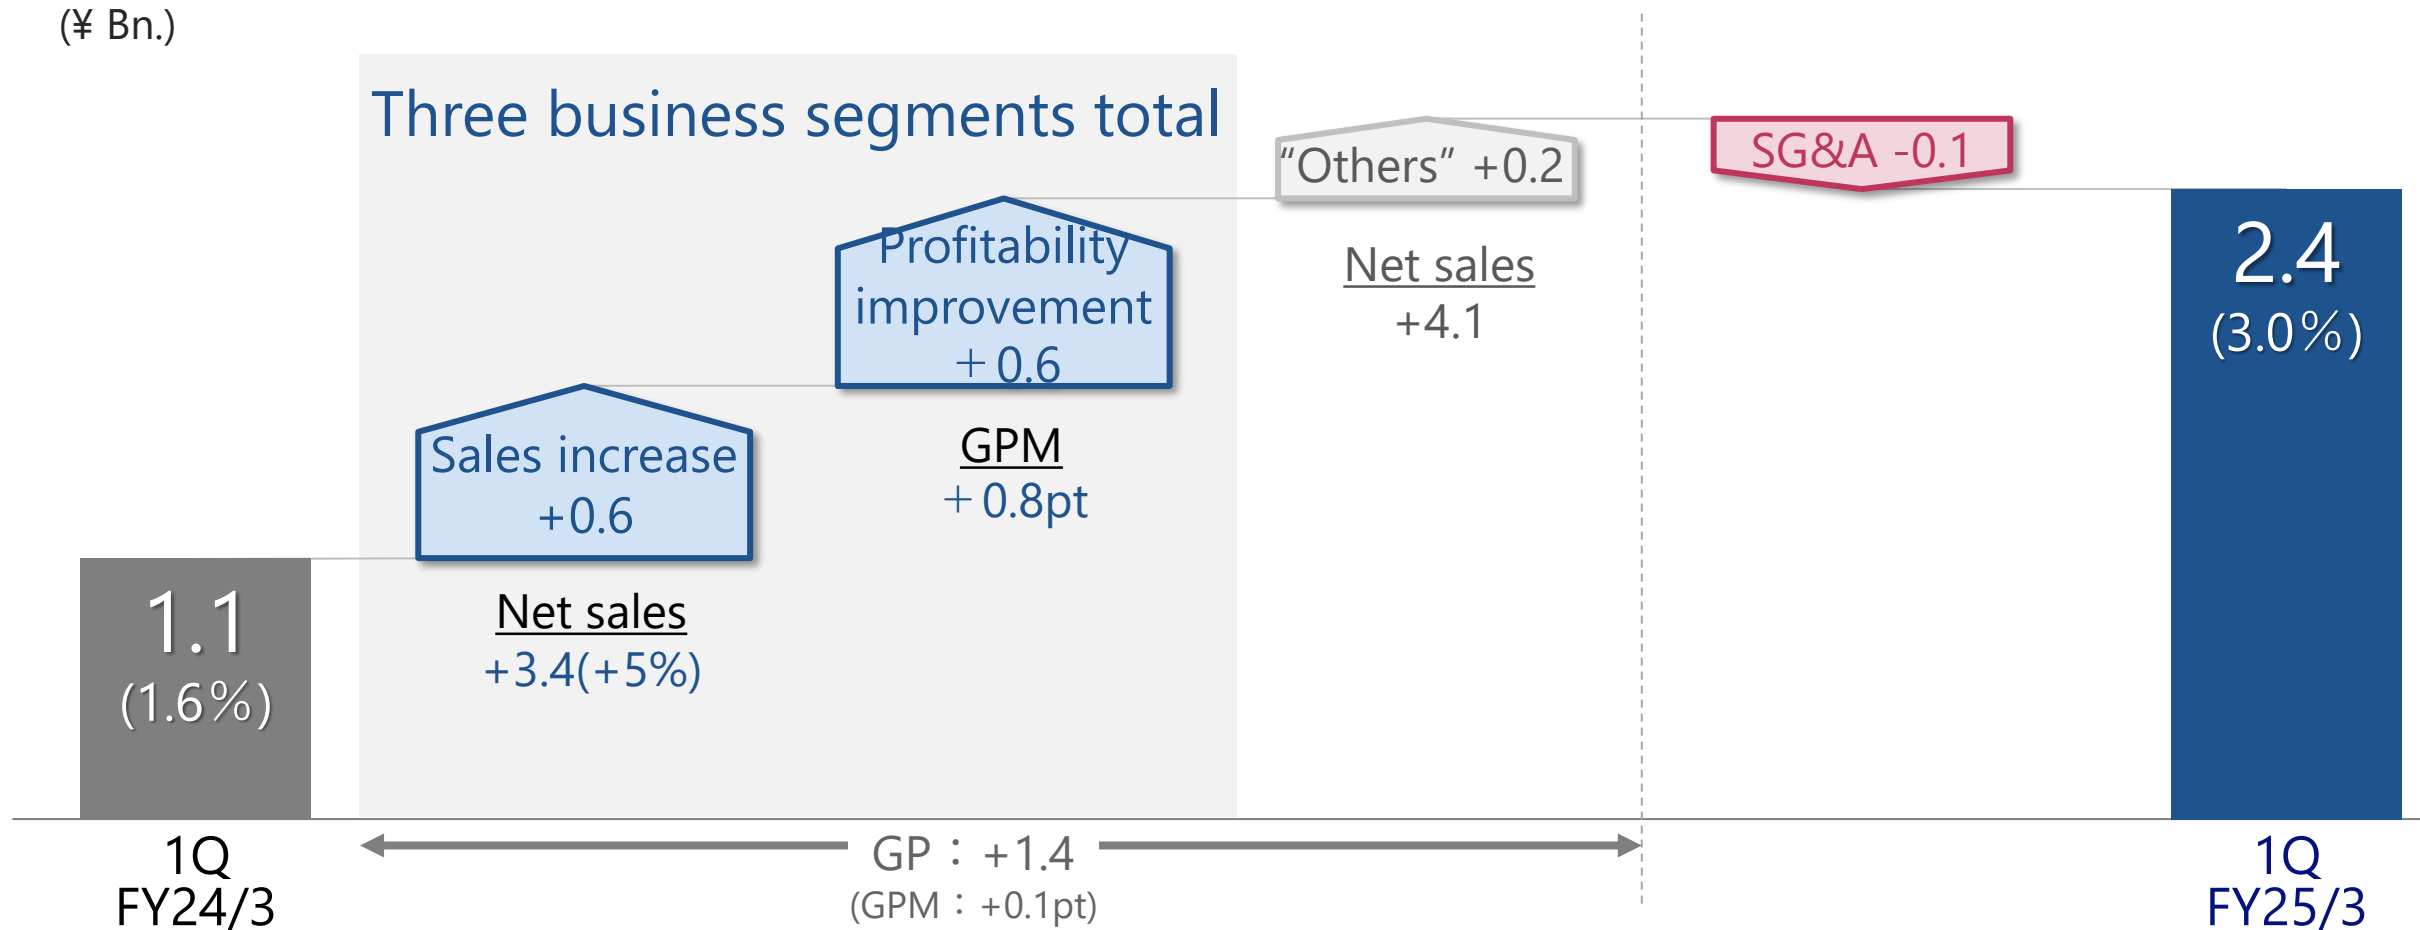 (¥ Bn.)
Three business segments total
“Others” +0.2
SG&A -0.1
Profitability
improvement
＋0.6
Net sales
+4.1
2.4
(3.0％)
Sales increase
+0.6
GPM
＋0.8pt
1.1
(1.6％)
Net sales
+3.4(+5%)
1Q
FY24/3
GP：+1.4
(GPM：+0.1pt)
1Q
FY25/3